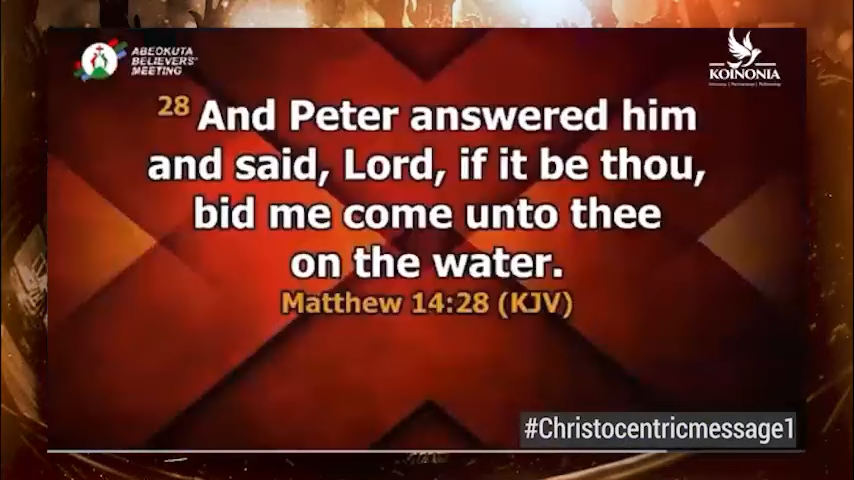 ABEOKUTA
BELIEVERS'
MEETING
KOINONIA
28 And Peter answered him
and said, Lord, if it be thou,
bid me come unto thee
on the water.
Matthew 14:28 (KJV)
#Christocentricmessage1